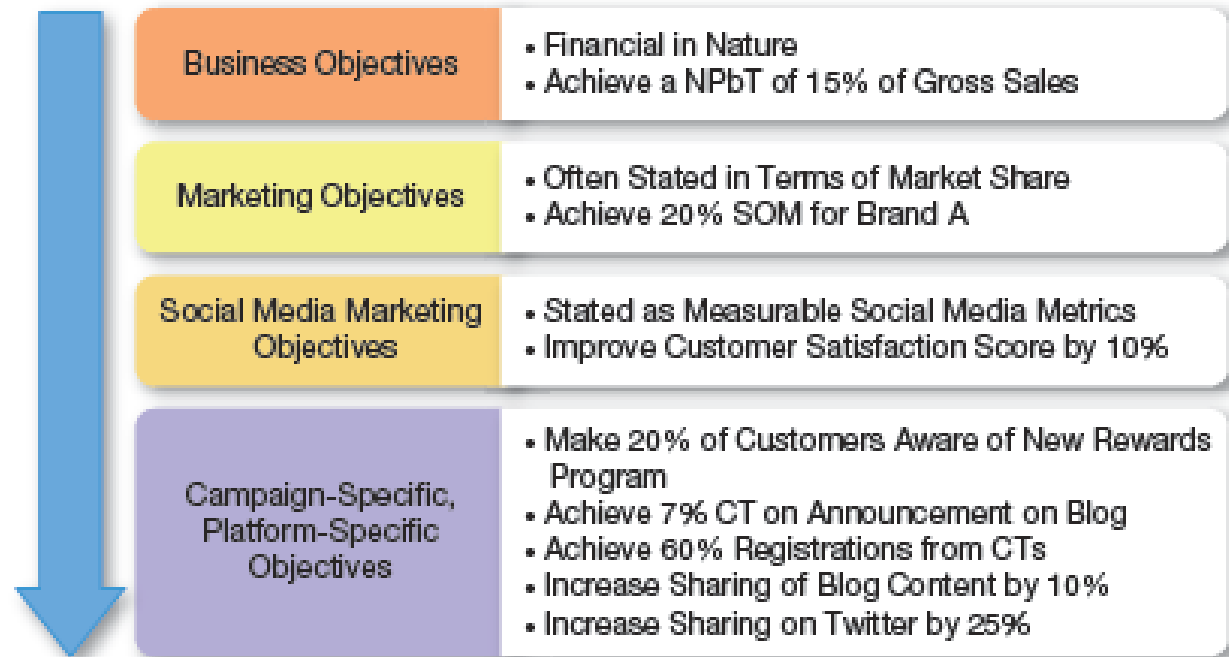 Business Objectives
• Financial in Nature
• Achieve a NPbT of 15% of Gross Sales
Marketing Objectives
• Often Stated in Terms of Market Share
• Achieve 20% SOM for Brand A
Social Media Marketing
Objectives
• Stated as Measurable Social Media Metrics
• Improve Customer Satisfaction Score by 10%
Campaign-Specific,
Platform-Specific
Objectives
• Make 20% of Customers Aware of New Rewards
Program
• Achieve 7% CT on Announcement on Blog
• Achieve 60% Registrations from CTs
• Increase Sharing of Blog Content by 10%
• Increase Sharing on Twitter by 25%